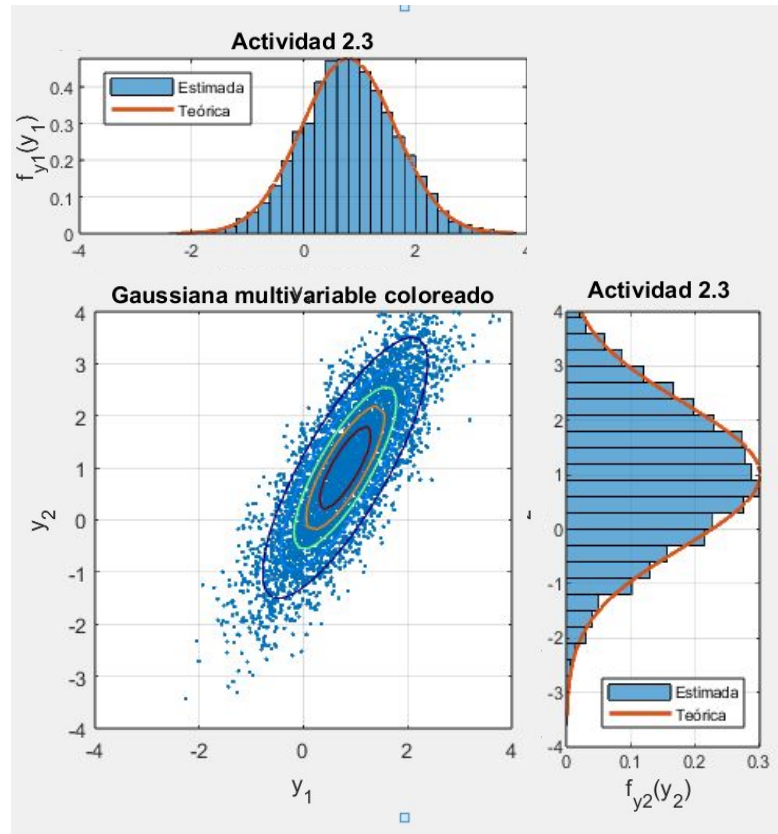 Actividad 2.3
Estimada
Teórica
f_y1(y_1)
0.4
0.3
0.2
0.1
0
-4 -2 0 2 4
Gaussiana multivariable coloreado
y_2
4
3
2
1
0
-1
-2
-3
-4
-4 -2 0 2 4
y_1
Actividad 2.3
4
3
2
1
0
-1
-2
-3
-4
Estimada
Teórica
0 0.1 0.2 0.3
f_y2(y_2)